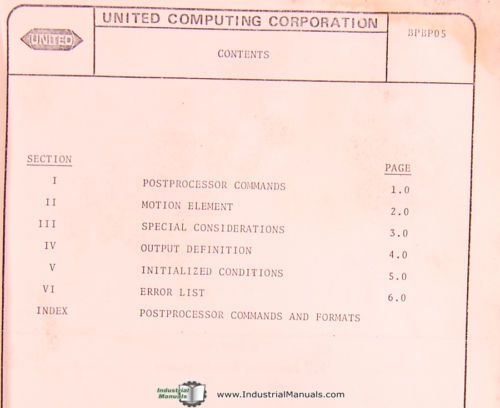 UNITED COMPUTING CORPORATION
UNITED
BPBP05
CONTENTS
SECTION PAGE
I POSTPROCESSOR COMMANDS 1.0
II MOTION ELEMENT 2.0
III SPECIAL CONSIDERATIONS 3.0
IV OUTPUT DEFINITION 4.0
V INITIALIZED CONDITIONS 5.0
VI ERROR LIST 6.0
INDEX POSTPROCESSOR COMMANDS AND FORMATS
Industrial Manuals www.IndustrialManuals.com